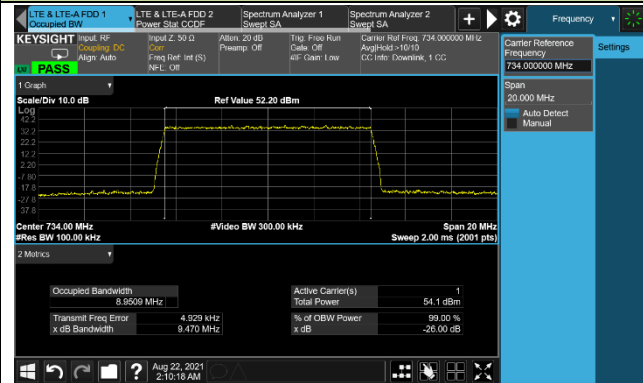 LTE & LTE-A FDD 1
Occupied BW
LTE & LTE-A FDD 2
Power Stat CCDF
Spectrum Analyzer 1
Swept SA
Spectrum Analyzer 2
Swept SA
Frequency
KEYSIGHT
Input: RF
Coupling: DC
Align: Auto
Input Z: 50 Ω
Corr
Freq Ref: Int (S)
NFE: Off
Atten: 20 dB
Preamp: Off
Trig: Free Run
Gate: Off
#IF Gain: Low
Carrier Ref Freq: 734.000000 MHz
Avg|Hold:>10/10
CC Info: Downlink, 1 CC
PASS
Carrier Reference
Frequency
734.000000 MHz
Settings
Span
20.000 MHz
Auto Detect
Manual
1 Graph
Scale/Div 10.0 dB
Ref Value 52.20 dBm
Log
42.2
32.2
22.2
12.2
2.20
-7.80
-17.8
-27.8
-37.8
Center 734.00 MHz
#Res BW 100.00 kHz
#Video BW 300.00 kHz
Span 20 MHz
Sweep 2.00 ms (2001 pts)
2 Metrics
Occupied Bandwidth
8.9509 MHz
Transmit Freq Error 4.929 kHz
x dB Bandwidth 9.470 MHz
Active Carrier(s) 1
Total Power 54.1 dBm
% of OBW Power 99.00 %
x dB -26.00 dB
Aug 22, 2021
2:10:18 AM